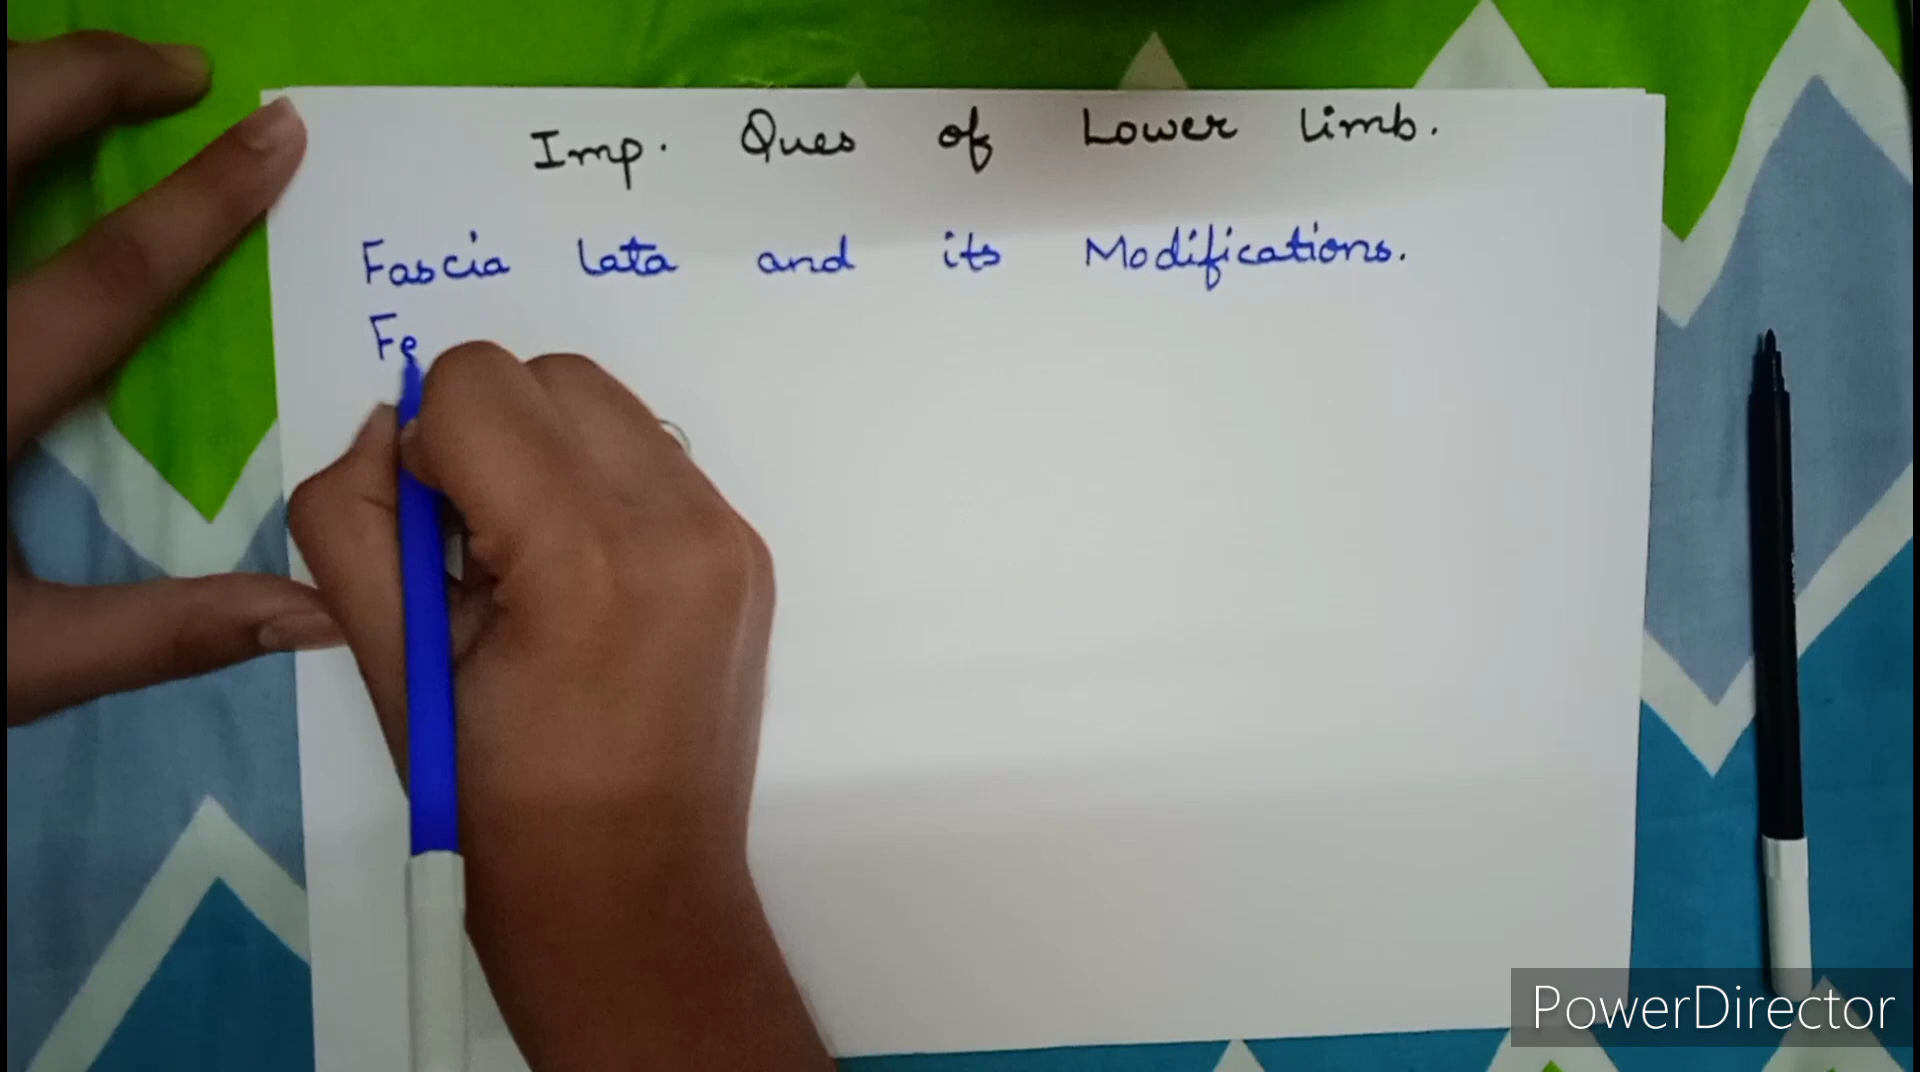 Imp. Ques of Lower limb.
Fascia lata and its Modifications.
Fe
PowerDirector